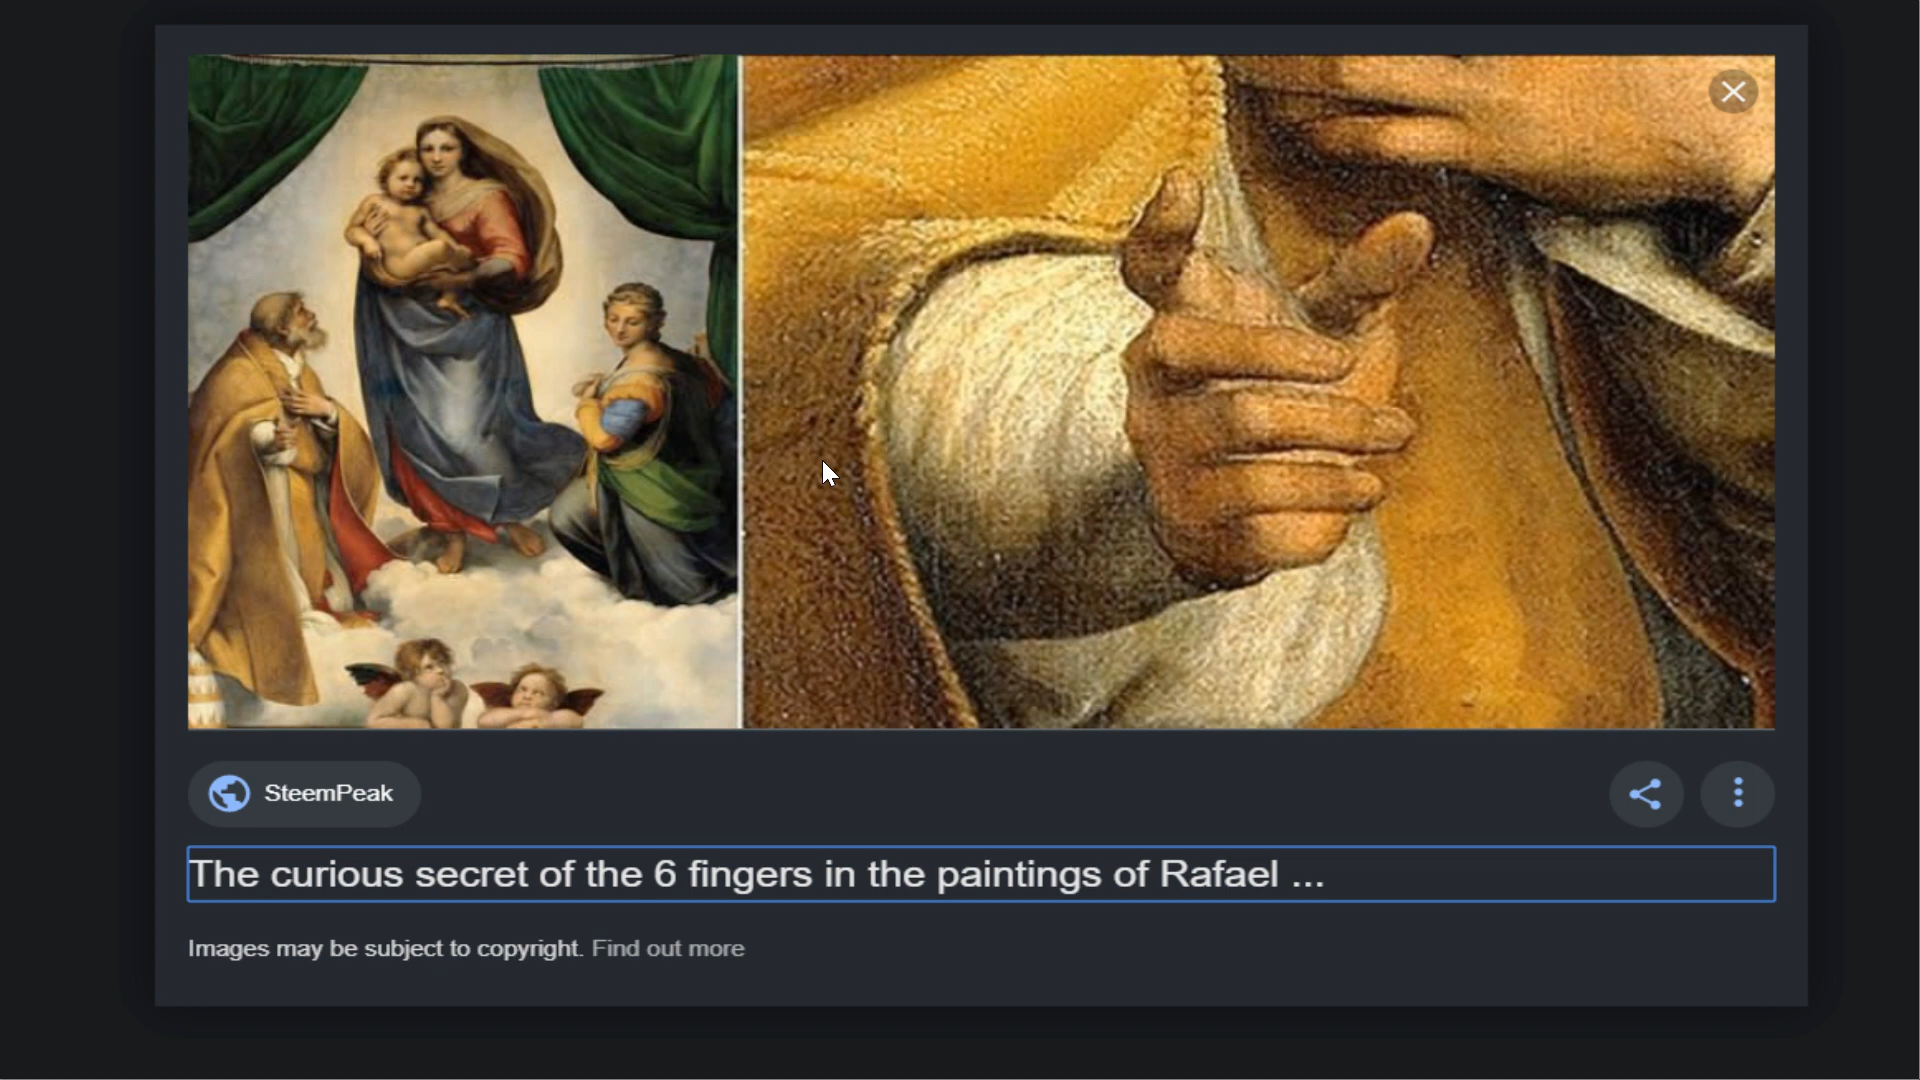 SteemPeak
The curious secret of the 6 fingers in the paintings of Rafael ...
Images may be subject to copyright. Find out more